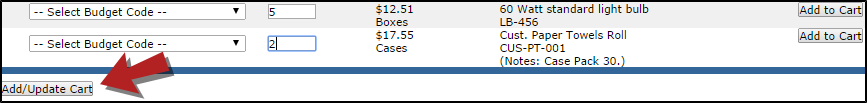 -- Select Budget Code -- 5 $12.51 60 Watt standard light bulb Add to Cart
Boxes LB-456
-- Select Budget Code -- 2 $17.55 Cust. Paper Towels Roll Add to Cart
Cases CUS-PT-001
(Notes: Case Pack 30.)
Add/Update Cart